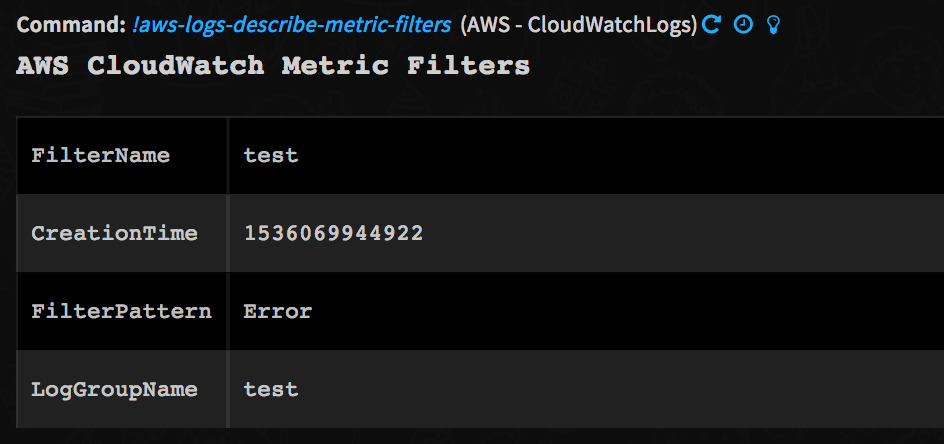 Command: !aws-logs-describe-metric-filters (AWS - CloudWatchLogs)
AWS CloudWatch Metric Filters
FilterName test
CreationTime 1536069944922
FilterPattern Error
LogGroupName test